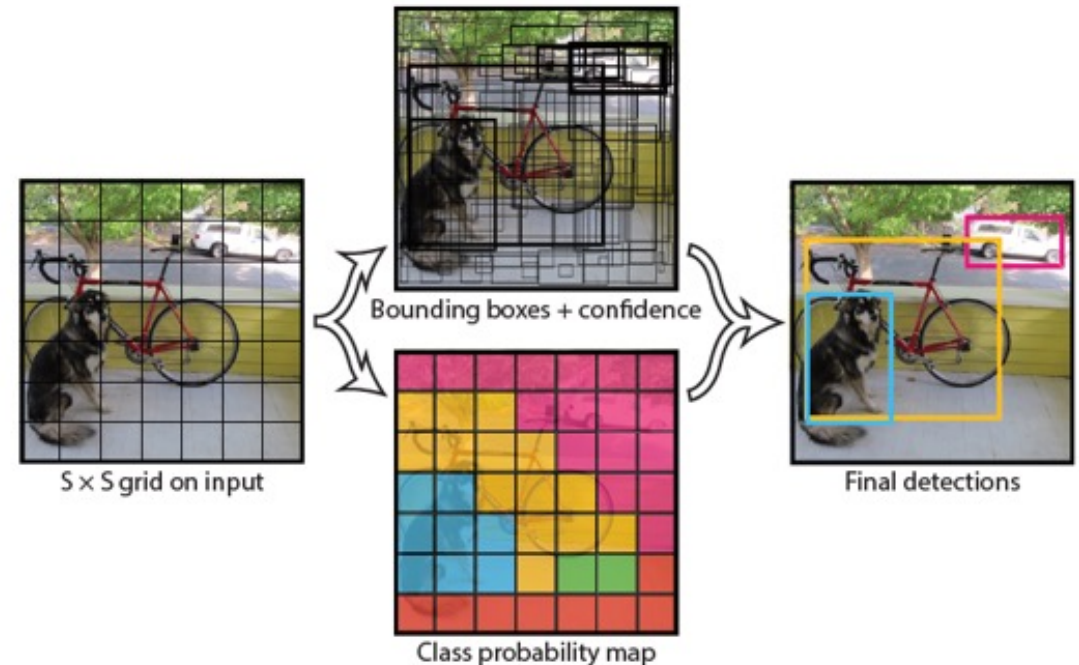 Bounding boxes + confidence
S × S grid on input
Final detections
Class probability map